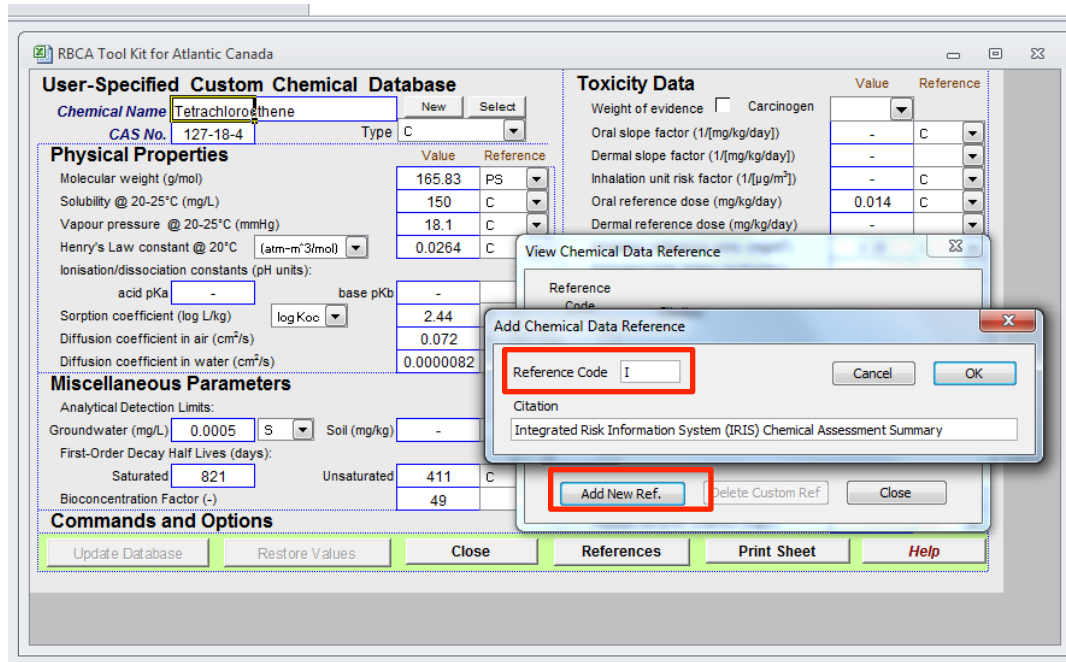 RBCA Tool Kit for Atlantic Canada
User-Specified Custom Chemical Database
Chemical Name Tetrachloroethene New Select
CAS No. 127-18-4 Type C
Physical Properties Value Reference
Molecular weight (g/mol) 165.83 PS
Solubility @ 20-25°C (mg/L) 150 C
Vapour pressure @ 20-25°C (mmHg) 18.1 C
Henry's Law constant @ 20°C (atm-m^3/mol) 0.0264 C
Ionisation/dissociation constants (pH units):
acid pKa - base pKb -
Sorption coefficient (log L/kg) log Koc 2.44
Diffusion coefficient in air (cm²/s) 0.072
Diffusion coefficient in water (cm²/s) 0.0000082
Miscellaneous Parameters
Analytical Detection Limits:
Groundwater (mg/L) 0.0005 S Soil (mg/kg) -
First-Order Decay Half Lives (days):
Saturated 821 Unsaturated 411 C
Bioconcentration Factor (-) 49
Commands and Options
Update Database Restore Values Close References Print Sheet Help
Toxicity Data Value Reference
Weight of evidence Carcinogen
Oral slope factor (1/[mg/kg/day]) - C
Dermal slope factor (1/[mg/kg/day]) -
Inhalation unit risk factor (1/[µg/m³]) - C
Oral reference dose (mg/kg/day) 0.014 C
Dermal reference dose (mg/kg/day) -
View Chemical Data Reference
Reference
Code
Add Chemical Data Reference
Reference Code I Cancel OK
Citation
Integrated Risk Information System (IRIS) Chemical Assessment Summary
Add New Ref. Delete Custom Ref Close